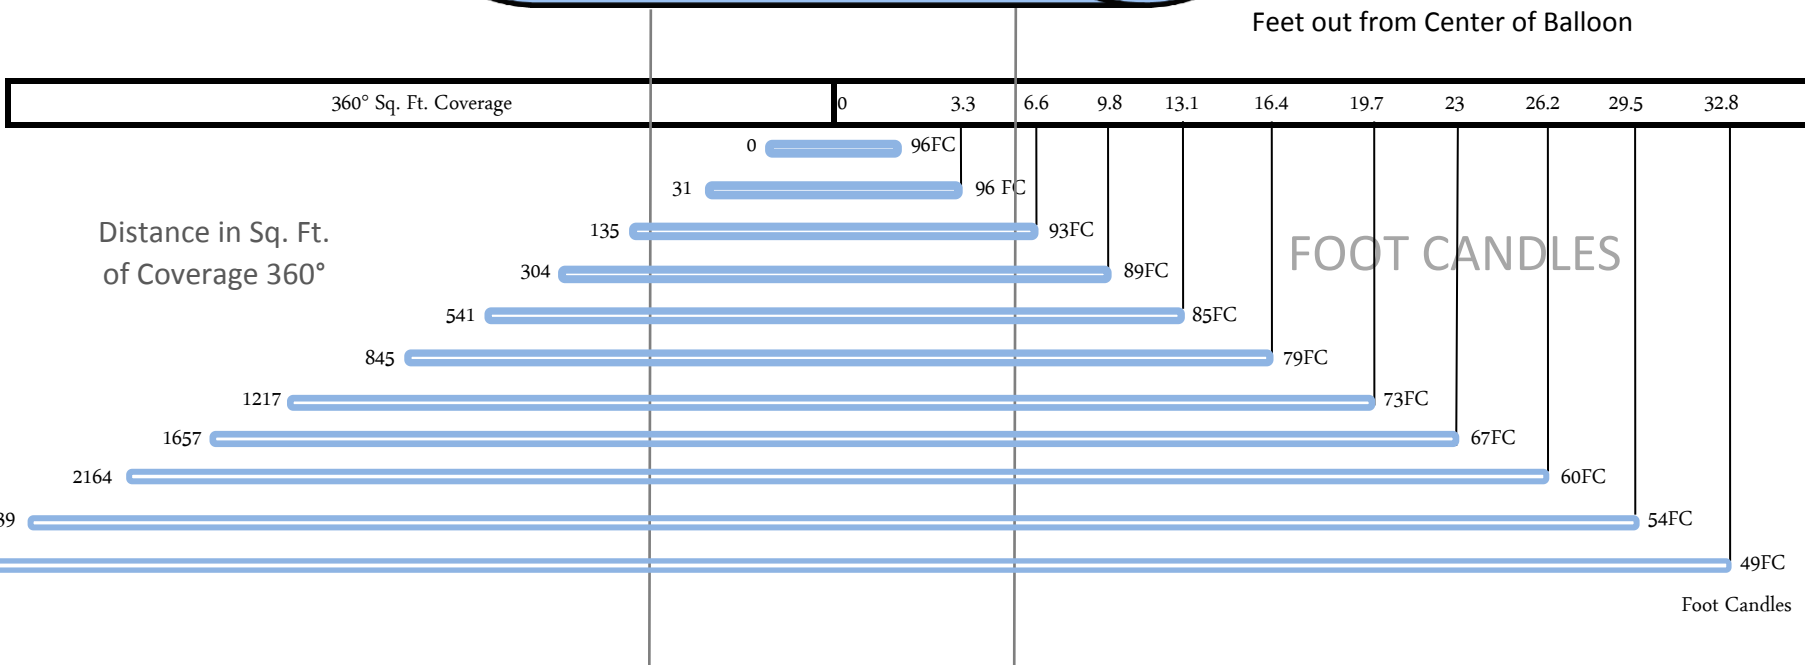 Feet out from Center of Balloon
360° Sq. Ft. Coverage 0 3.3 6.6 9.8 13.1 16.4 19.7 23 26.2 29.5 32.8
0 96FC
31 96 FC
135 93FC
Distance in Sq. Ft.
of Coverage 360°
FOOT CANDLES
304 89FC
541 85FC
845 79FC
1217 73FC
1657 67FC
2164 60FC
39 54FC
49FC
Foot Candles